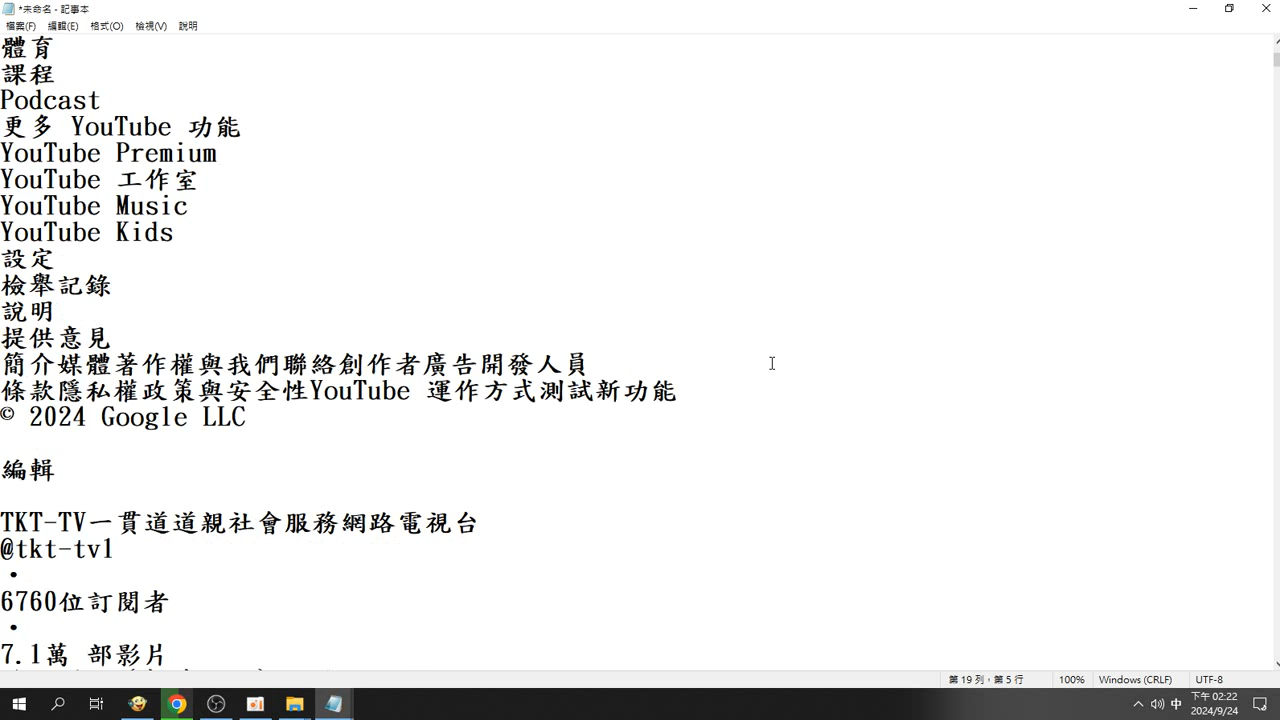 *未命名 - 記事本
檔案(F) 編輯(E) 格式(O) 檢視(V) 說明
體育
課程
Podcast
更多 YouTube 功能
YouTube Premium
YouTube 工作室
YouTube Music
YouTube Kids
設定
檢舉記錄
說明
提供意見
簡介媒體著作權與我們聯絡創作者廣告開發人員
條款隱私權政策與安全性YouTube 運作方式測試新功能
© 2024 Google LLC
編輯
TKT-TV一貫道道親社會服務網路電視台
@tkt-tv1
•
6760位訂閱者
•
7.1萬 部影片
第 19 列，第 5 行 100% Windows (CRLF) UTF-8
中 下午 02:22
2024/9/24